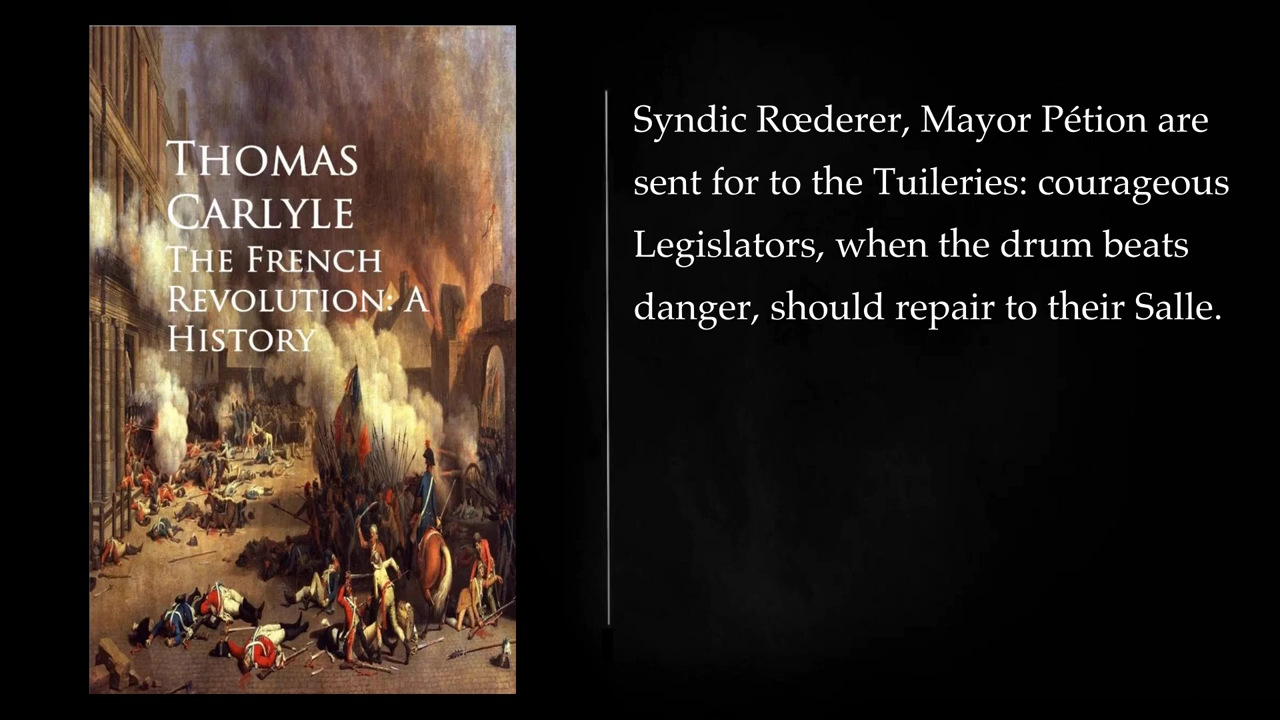 THOMAS
CARLYLE
THE FRENCH
REVOLUTION: A
HISTORY
Syndic Rœderer, Mayor Pétion are
sent for to the Tuileries: courageous
Legislators, when the drum beats
danger, should repair to their Salle.